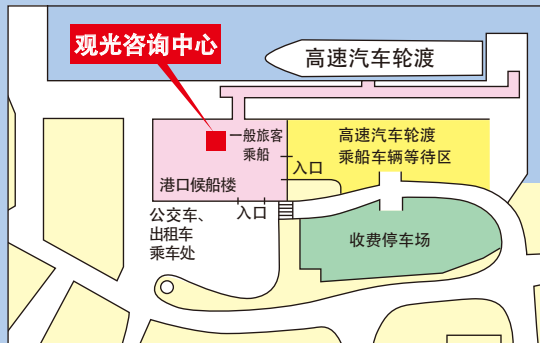 观光咨询中心
高速汽车轮渡
一般旅客
乘船
高速汽车轮渡
乘船车辆等待区
入口
港口候船楼
入口
公交车、
出租车
乘车处
收费停车场